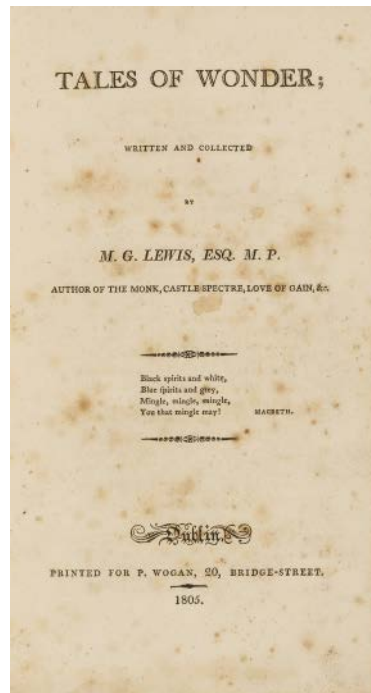 TALES OF WONDER;
WRITTEN AND COLLECTED
BY
M. G. LEWIS, ESQ. M. P.
AUTHOR OF THE MONK, CASTLE-SPECTRE, LOVE OF GAIN, &c.
Black spirits and white,
Blue spirits and grey,
Mingle, mingle, mingle,
You that mingle may! MACBETH.
Dublin,
PRINTED FOR P. WOGAN, 20, BRIDGE-STREET.
1805.